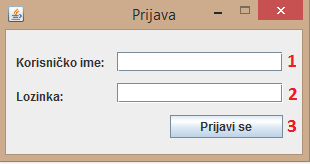 Prijava
Korisničko ime: 1
Lozinka: 2
Prijavi se 3